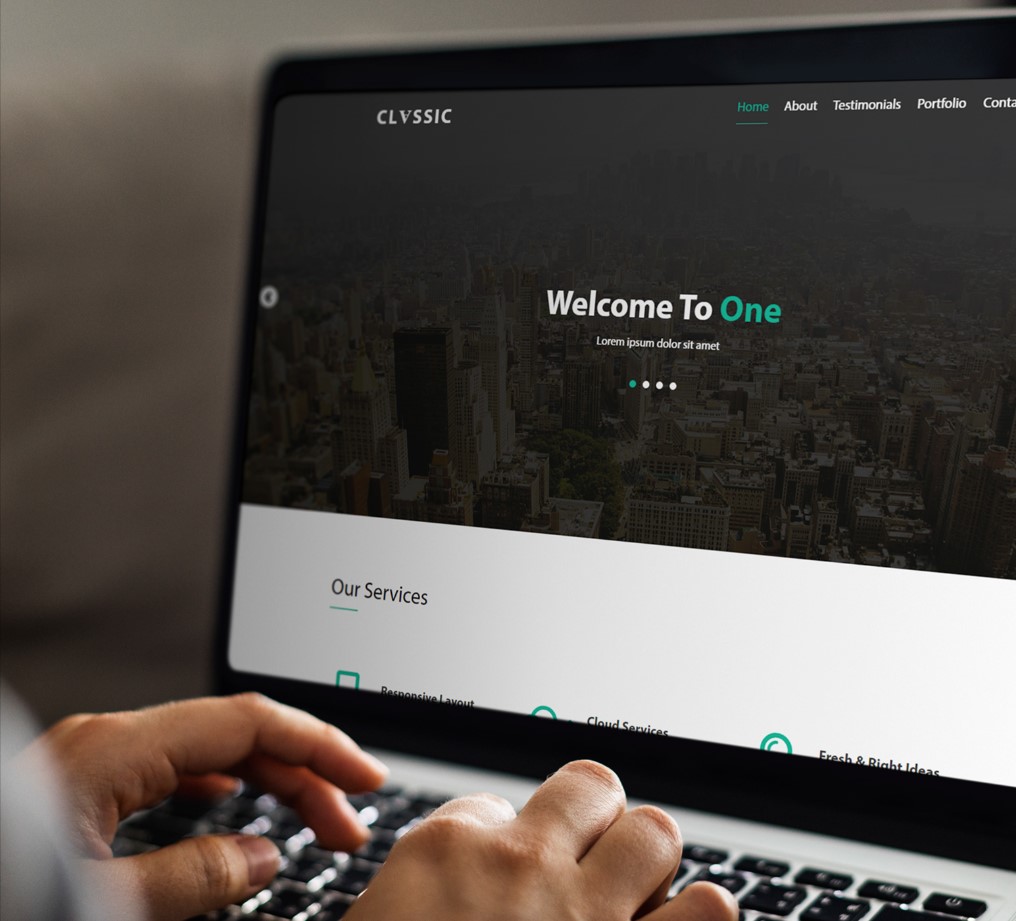 CLVSSIC
Home About Testimonials Portfolio Conta
Welcome To One
Lorem ipsum dolor sit amet
Our Services
Responsive Layout
Cloud Services
Fresh & Right Ideas